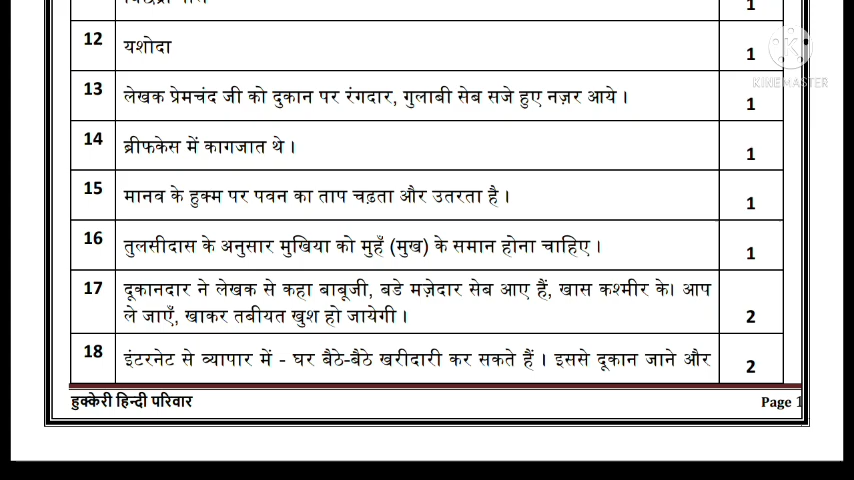 1
12 यशोदा 1
KINEMASTER
13 लेखक प्रेमचंद जी को दुकान पर रंगदार, गुलाबी सेब सजे हुए नज़र आये । 1
14 ब्रीफकेस में कागजात थे । 1
15 मानव के हुक्म पर पवन का ताप चढ़ता और उतरता है । 1
16 तुलसीदास के अनुसार मुखिया को मुहँ (मुख) के समान होना चाहिए । 1
17 दूकानदार ने लेखक से कहा बाबूजी, बडे मज़ेदार सेब आए हैं, खास कश्मीर के। आप
ले जाएँ, खाकर तबीयत खुश हो जायेगी । 2
18 इंटरनेट से व्यापार में - घर बैठे-बैठे खरीदारी कर सकते हैं । इससे दूकान जाने और 2
हुक्केरी हिन्दी परिवार Page 1